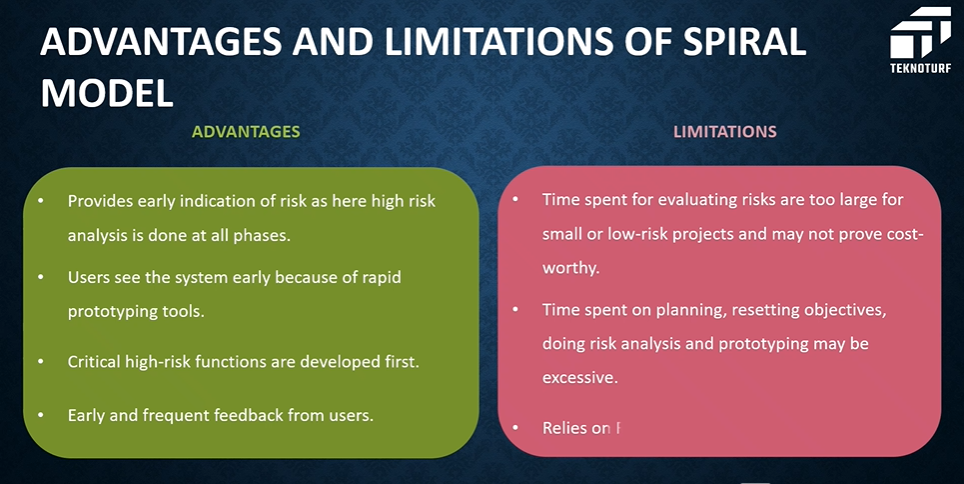 ADVANTAGES AND LIMITATIONS OF SPIRAL
MODEL
TEKNOTURF
ADVANTAGES
• Provides early indication of risk as here high risk
analysis is done at all phases.
• Users see the system early because of rapid
prototyping tools.
• Critical high-risk functions are developed first.
• Early and frequent feedback from users.
LIMITATIONS
• Time spent for evaluating risks are too large for
small or low-risk projects and may not prove cost-
worthy.
• Time spent on planning, resetting objectives,
doing risk analysis and prototyping may be
excessive.
• Relies on